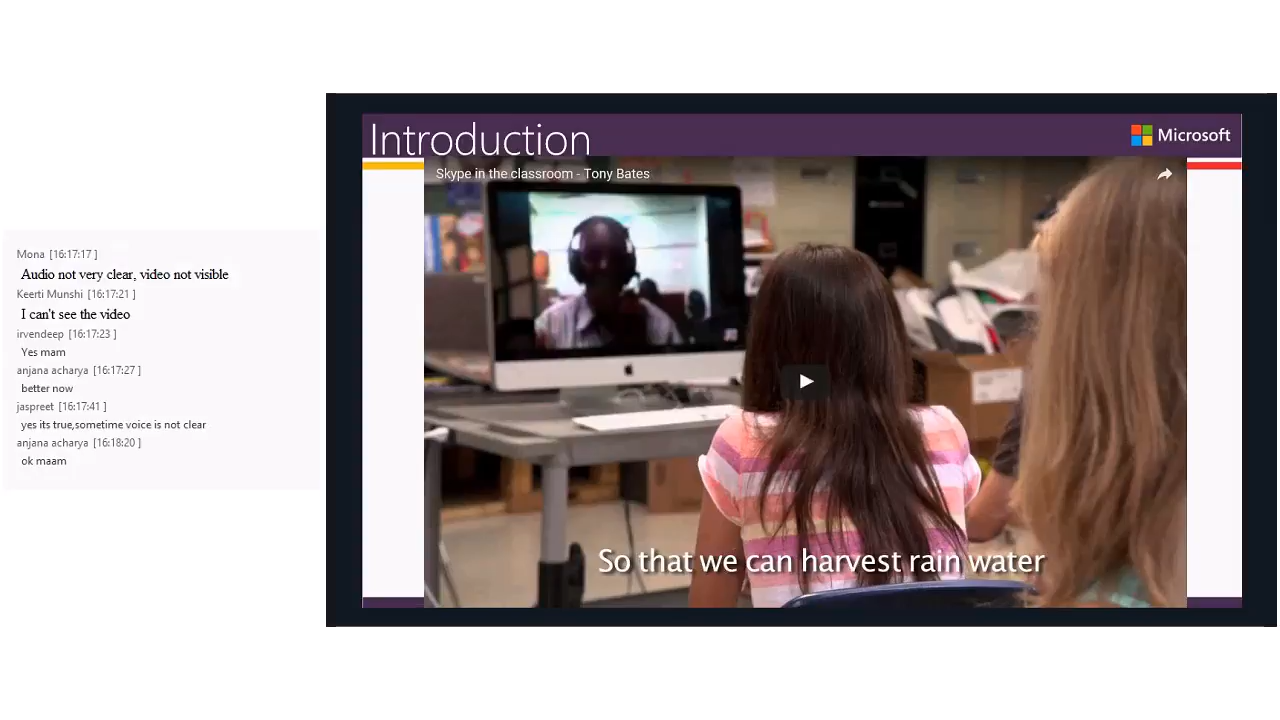 Mona [16:17:17 ]
Audio not very clear, video not visible
Keerti Munshi [16:17:21 ]
I can't see the video
irvendeep [16:17:23 ]
Yes mam
anjana acharya [16:17:27 ]
better now
jaspreet [16:17:41 ]
yes its true,sometime voice is not clear
anjana acharya [16:18:20 ]
ok maam
Introduction
Microsoft
Skype in the classroom - Tony Bates
So that we can harvest rain water